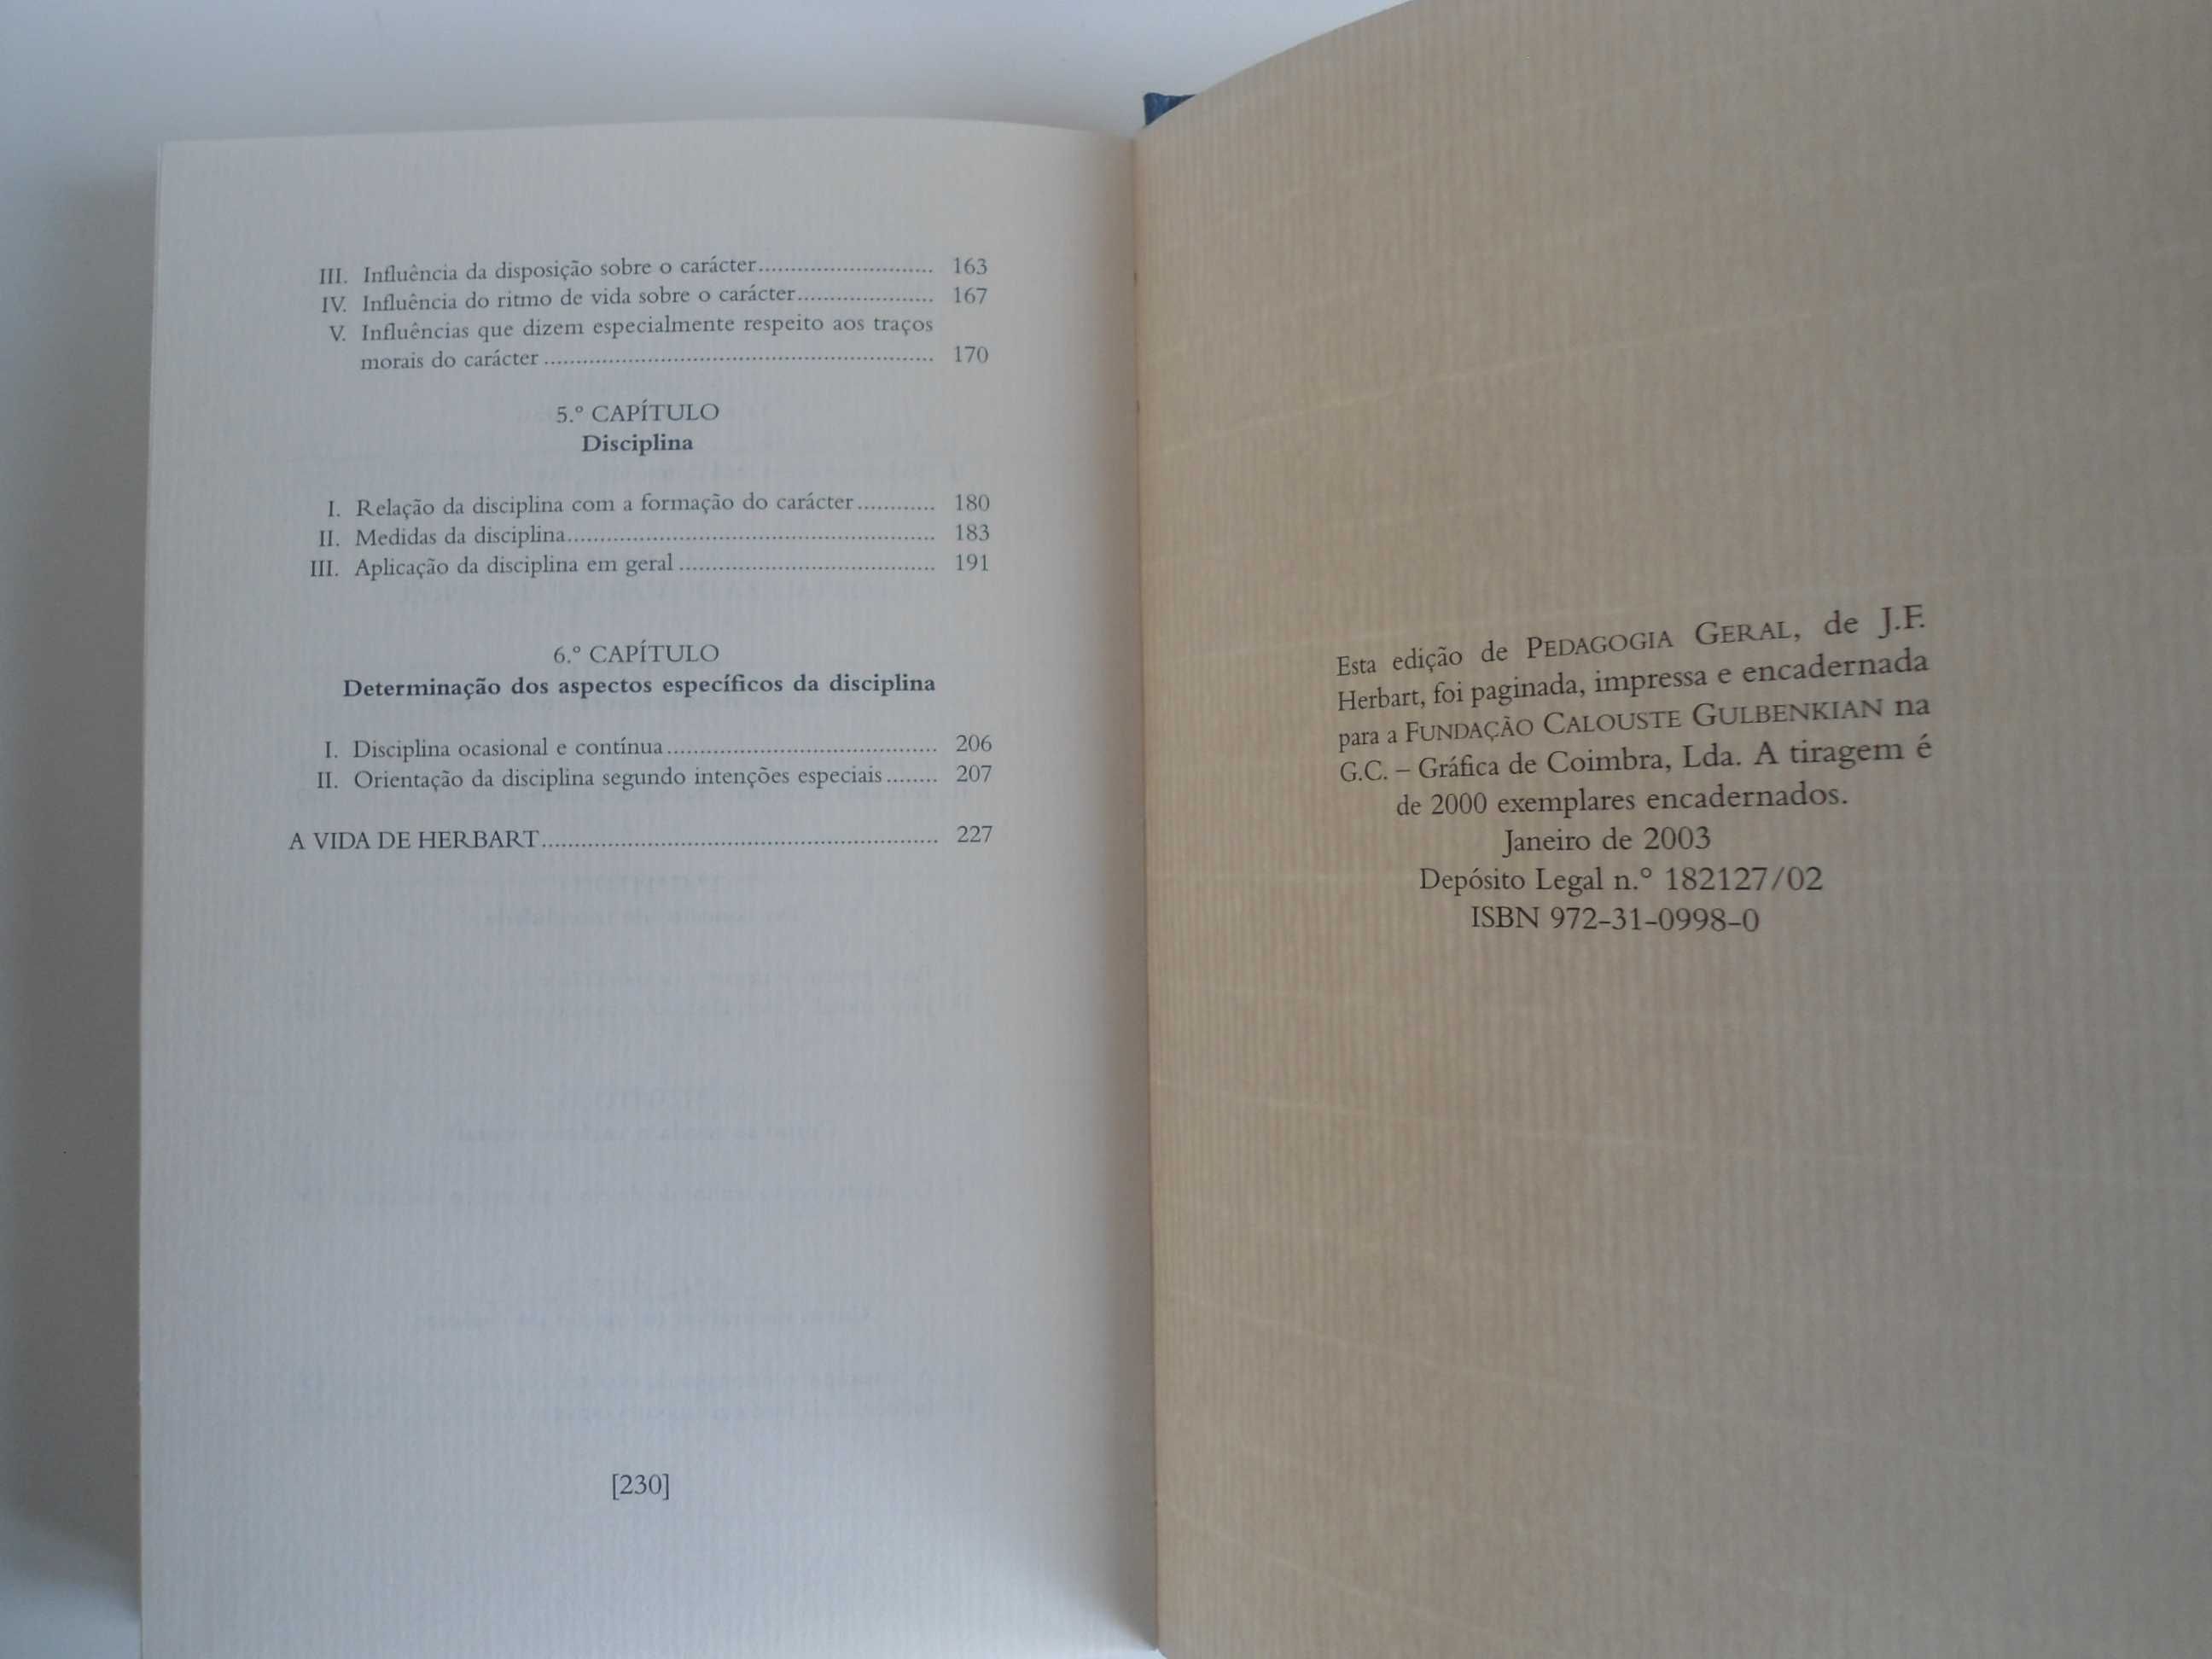 III. Influência da disposição sobre o carácter........................... 163
IV. Influência do ritmo de vida sobre o carácter..................... 167
V. Influências que dizem especialmente respeito aos traços
morais do carácter ............................................................ 170
5.º CAPÍTULO
Disciplina
I. Relação da disciplina com a formação do carácter............ 180
II. Medidas da disciplina........................................................ 183
III. Aplicação da disciplina em geral ....................................... 191
6.º CAPÍTULO
Determinação dos aspectos específicos da disciplina
I. Disciplina ocasional e contínua......................................... 206
II. Orientação da disciplina segundo intenções especiais........ 207
A VIDA DE HERBART............................................................ 227
[230]
Esta edição de PEDAGOGIA GERAL, de J.F.
Herbart, foi paginada, impressa e encadernada
para a FUNDAÇÃO CALOUSTE GULBENKIAN na
G.C. – Gráfica de Coimbra, Lda. A tiragem é
de 2000 exemplares encadernados.
Janeiro de 2003
Depósito Legal n.º 182127/02
ISBN 972-31-0998-0